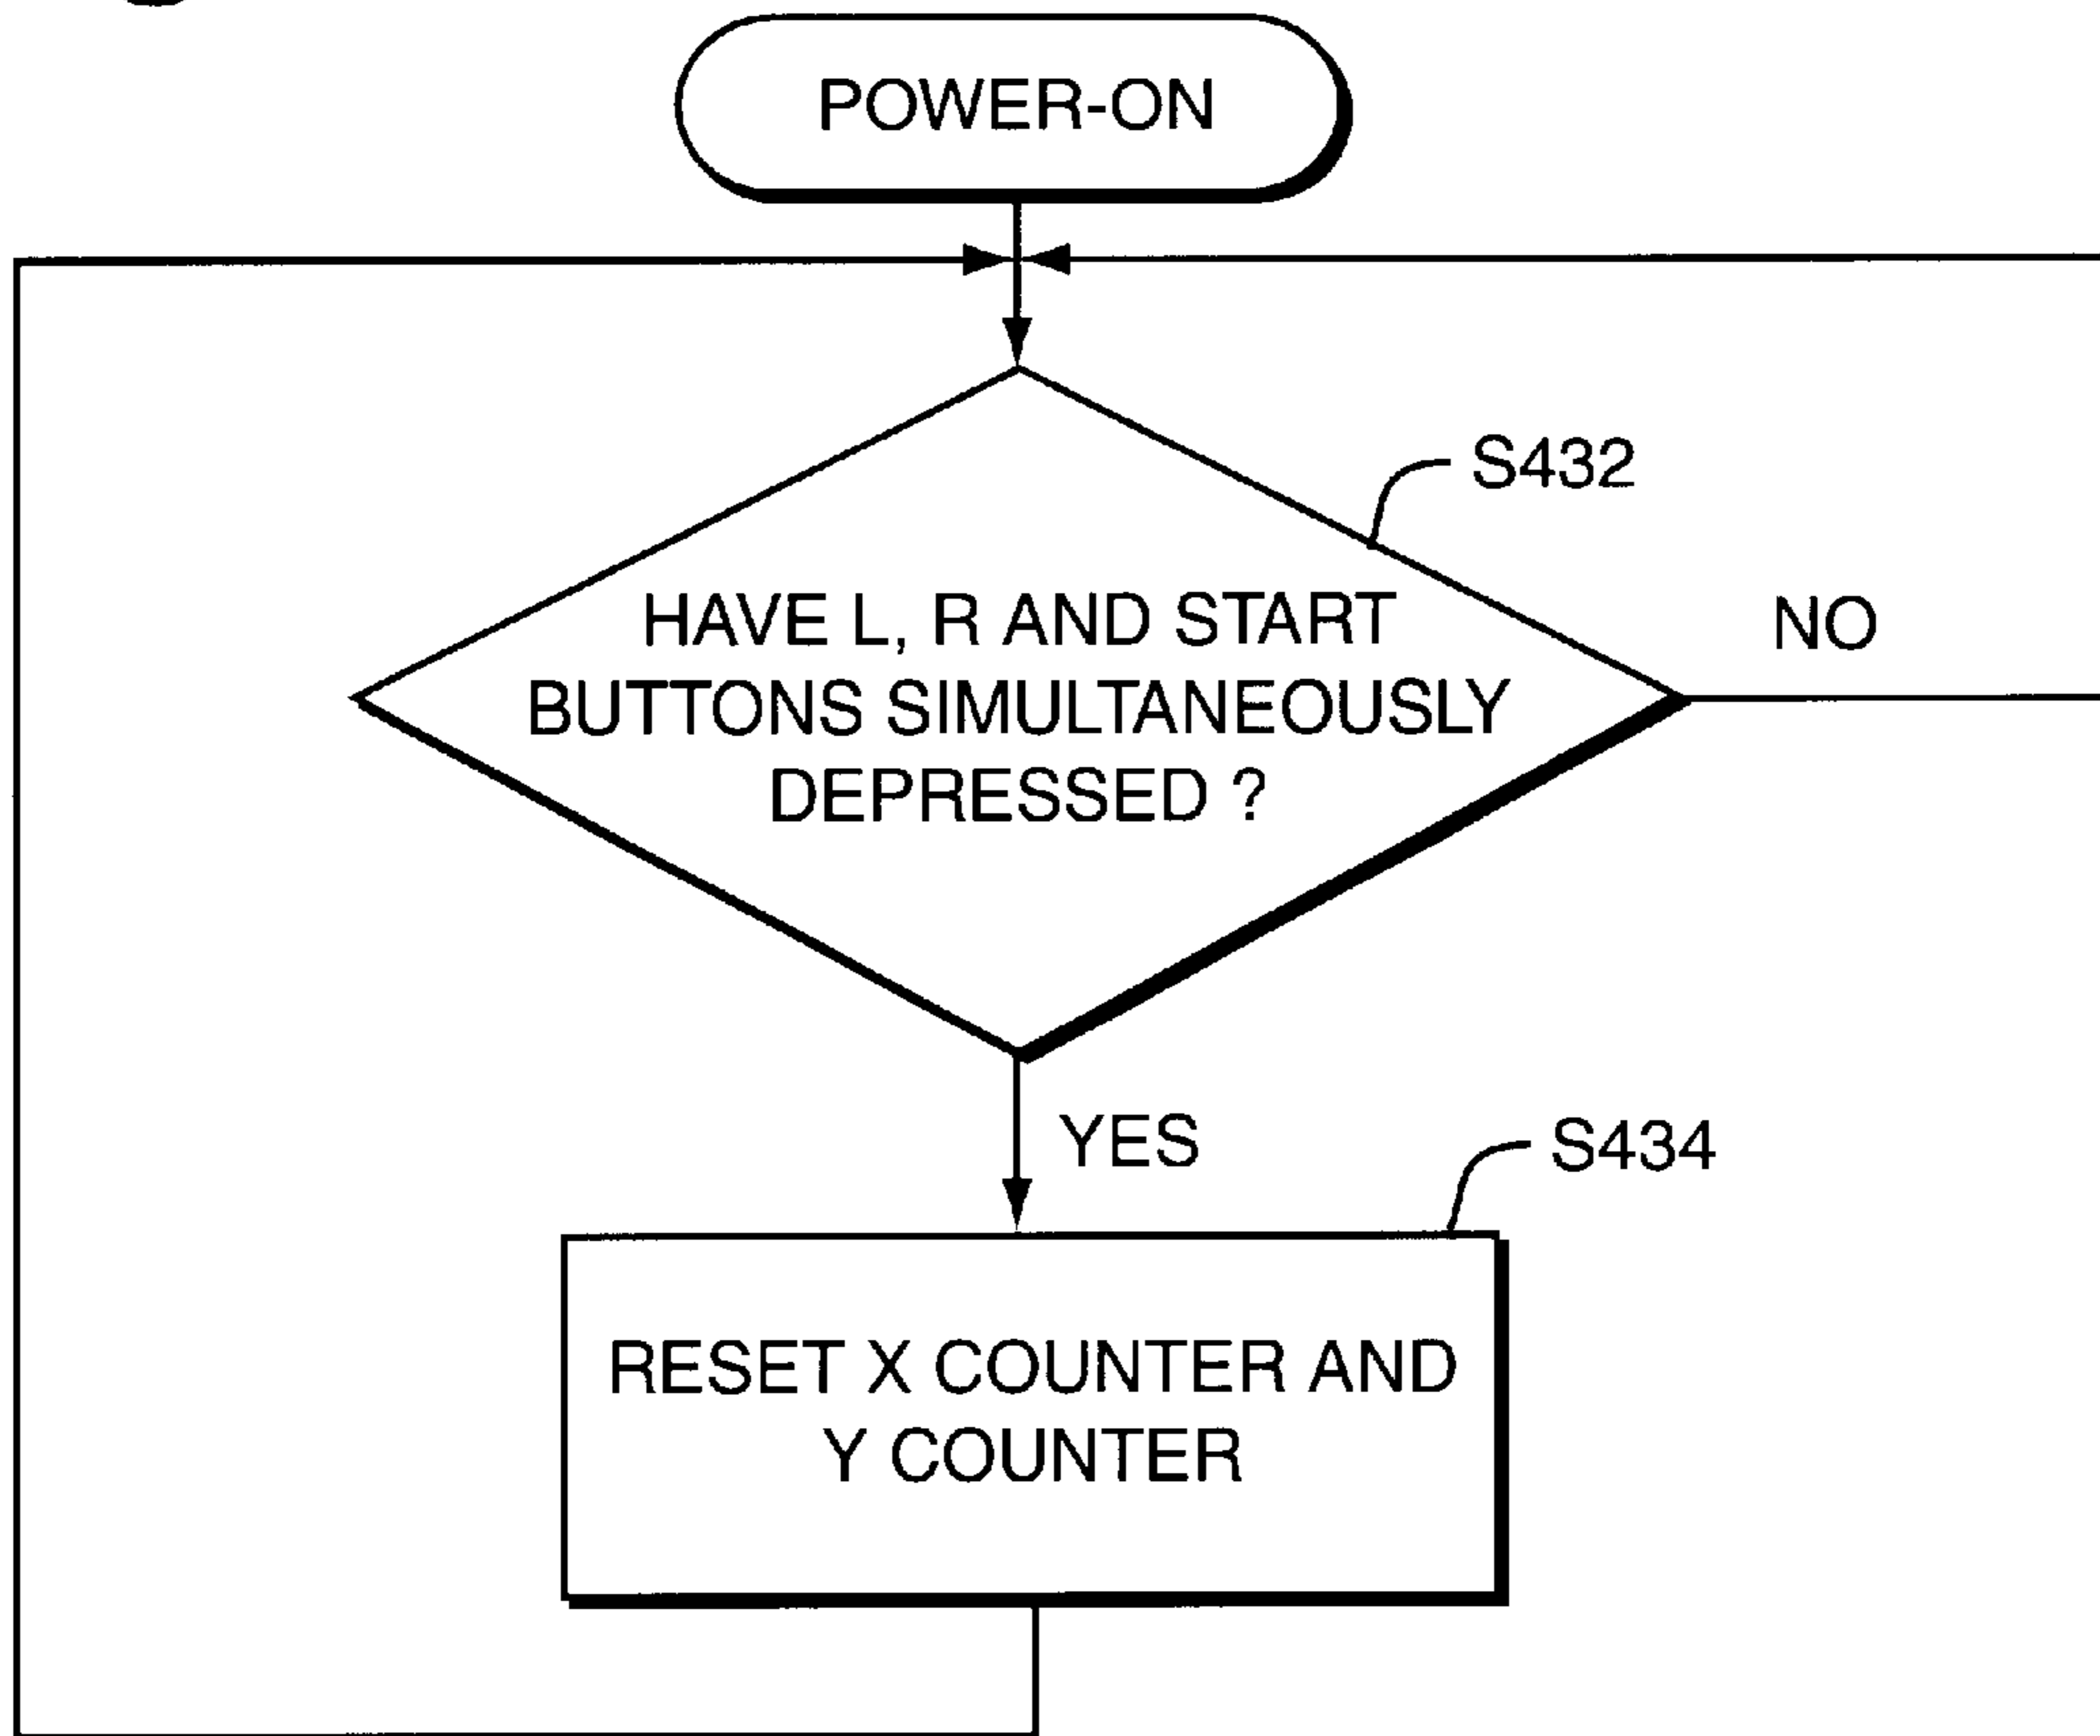 POWER-ON
S432
HAVE L, R AND START
BUTTONS SIMULTANEOUSLY
DEPRESSED ?
NO
YES
S434
RESET X COUNTER AND
Y COUNTER